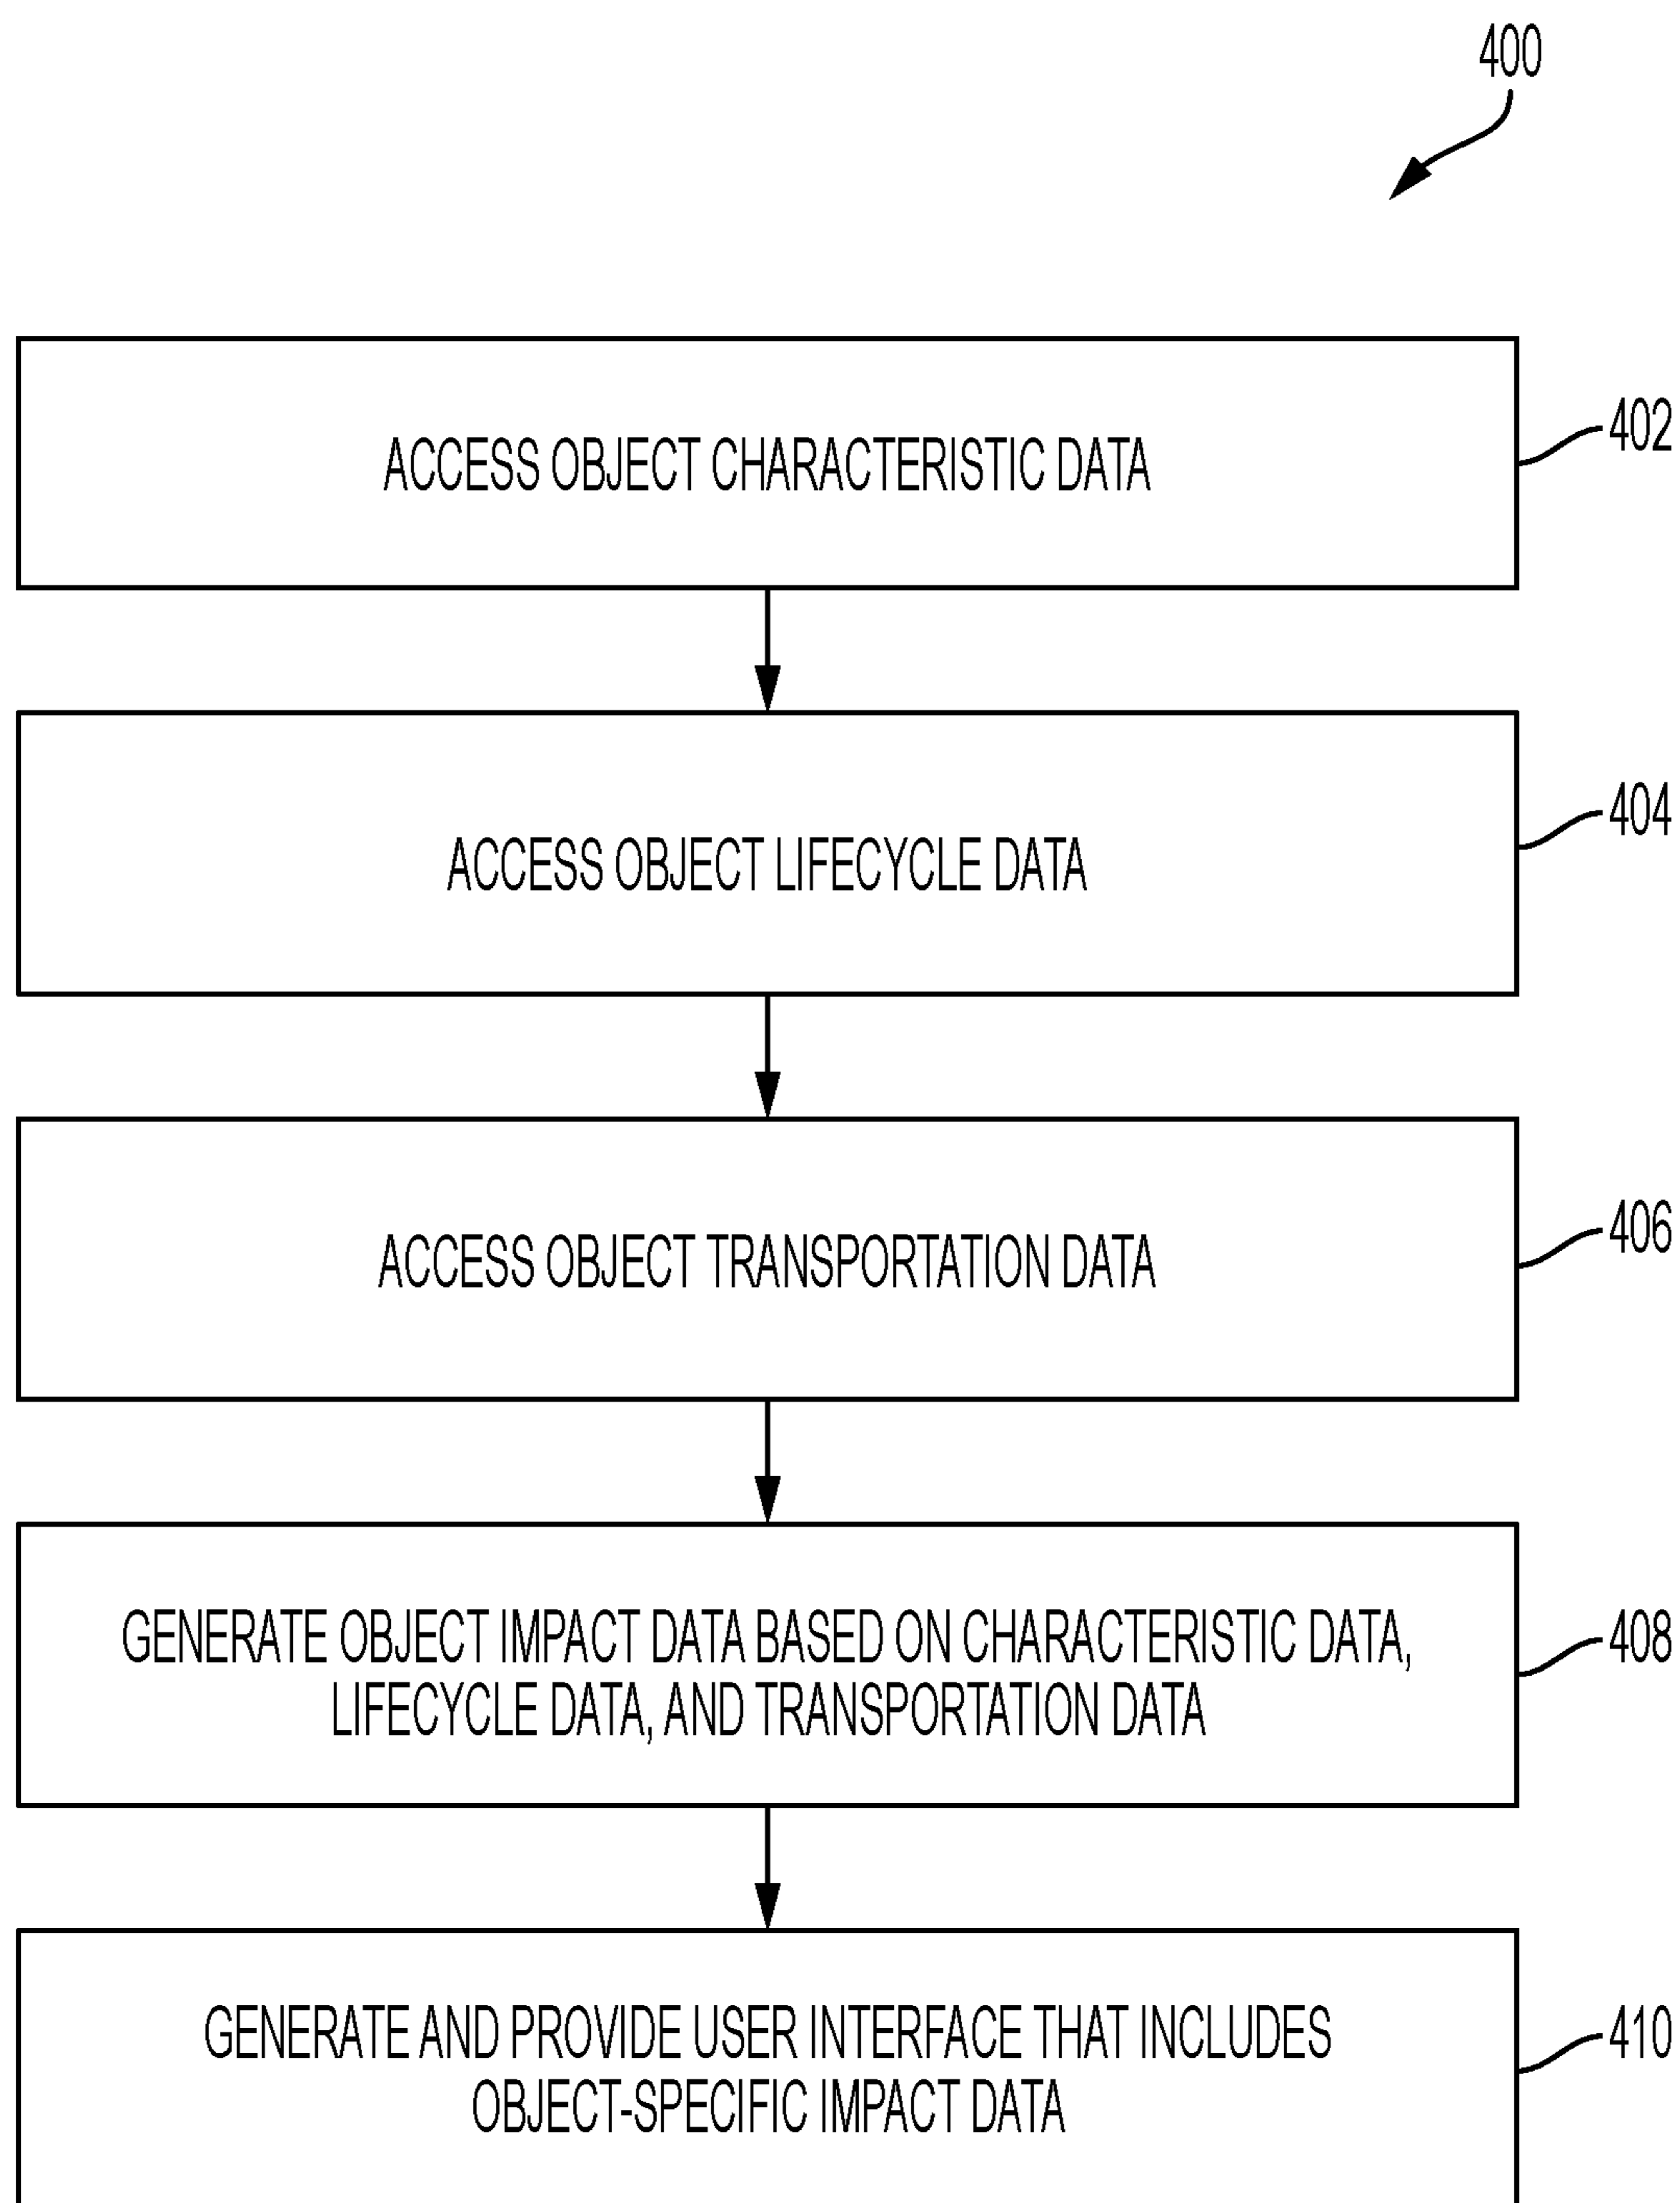 400
ACCESS OBJECT CHARACTERISTIC DATA
402
ACCESS OBJECT LIFECYCLE DATA
404
ACCESS OBJECT TRANSPORTATION DATA
406
GENERATE OBJECT IMPACT DATA BASED ON CHARACTERISTIC DATA,
LIFECYCLE DATA, AND TRANSPORTATION DATA
408
GENERATE AND PROVIDE USER INTERFACE THAT INCLUDES
OBJECT-SPECIFIC IMPACT DATA
410